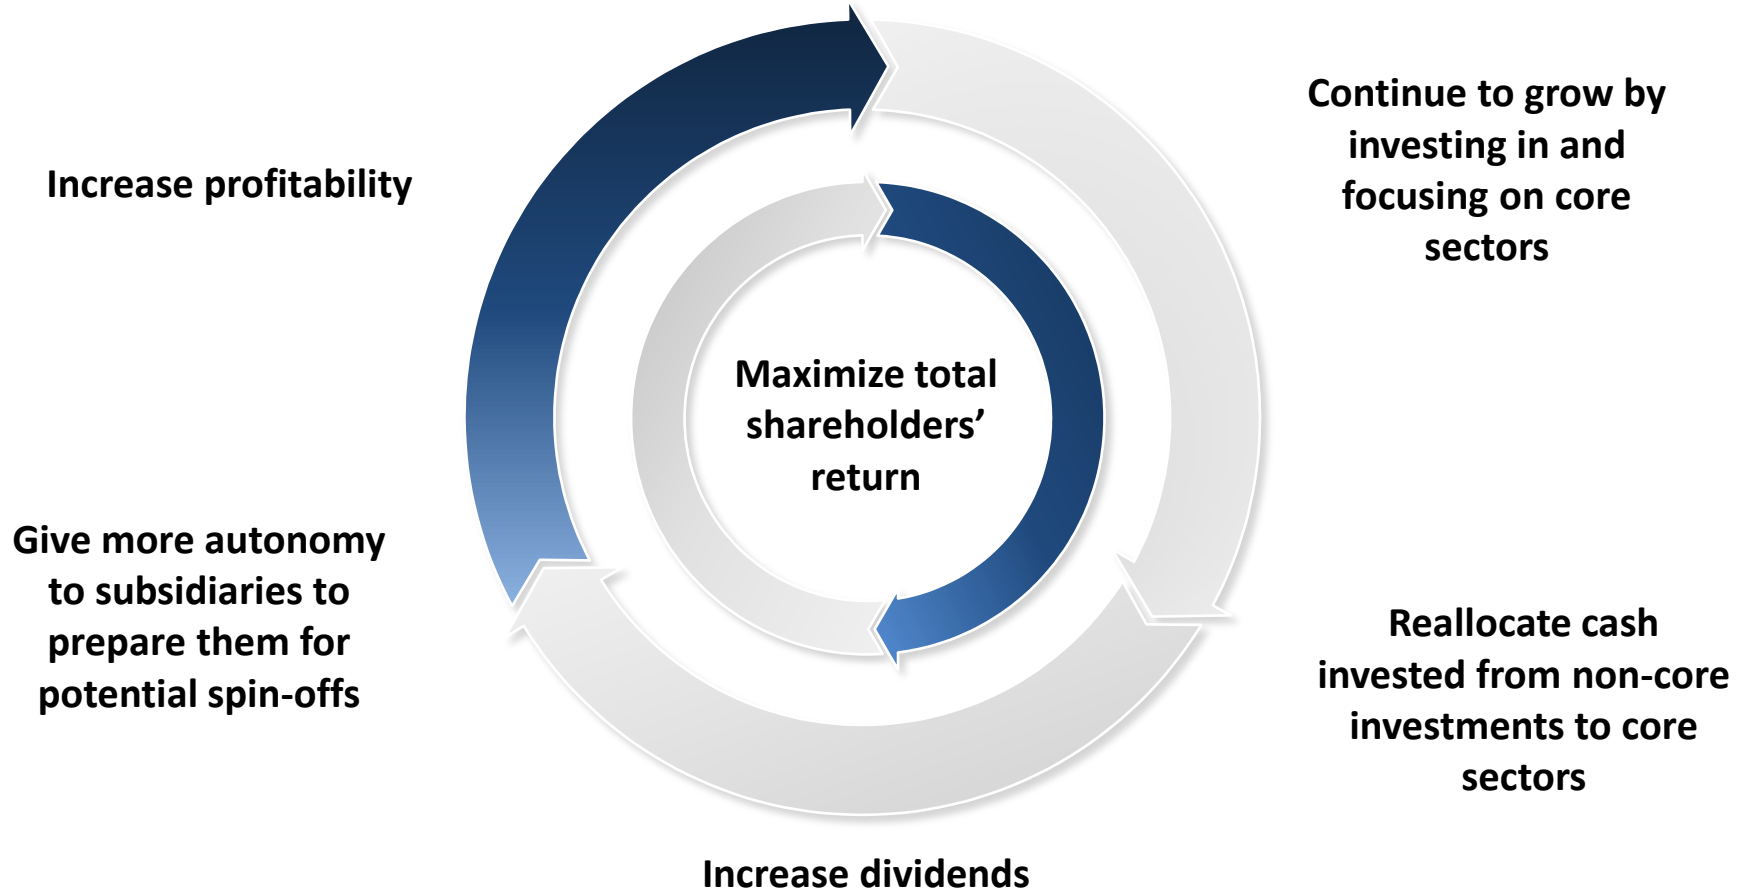 Increase profitability
Continue to grow by
investing in and
focusing on core
sectors
Maximize total
shareholders’
return
Give more autonomy
to subsidiaries to
prepare them for
potential spin-offs
Reallocate cash
invested from non-core
investments to core
sectors
Increase dividends